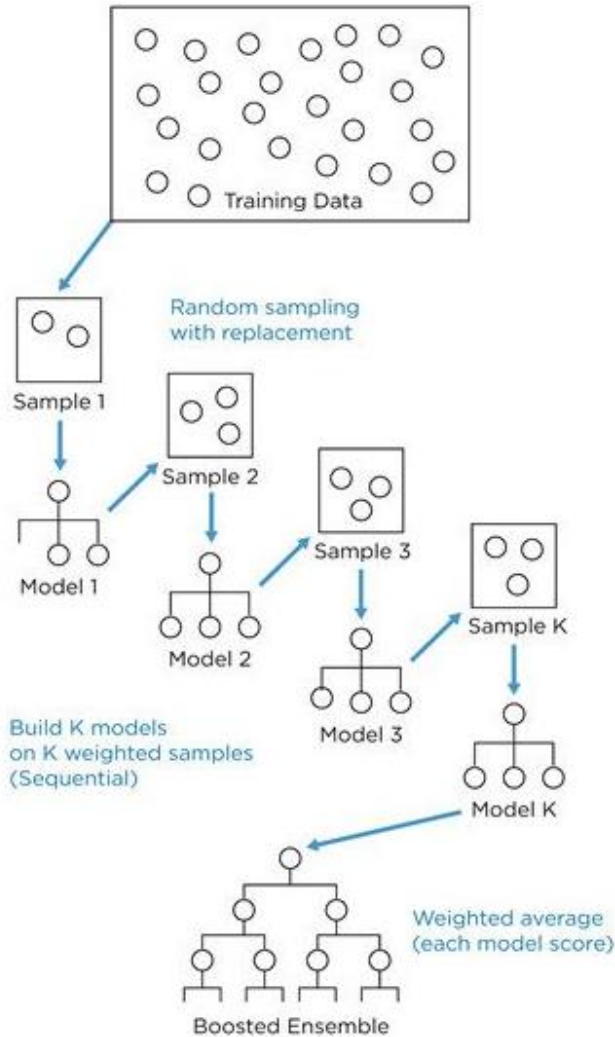 Training Data
Random sampling
with replacement
Sample 1
Sample 2
Sample 3
Sample K
Model 1
Model 2
Model 3
Build K models
on K weighted samples
(Sequential)
Model K
Weighted average
(each model score)
Boosted Ensemble